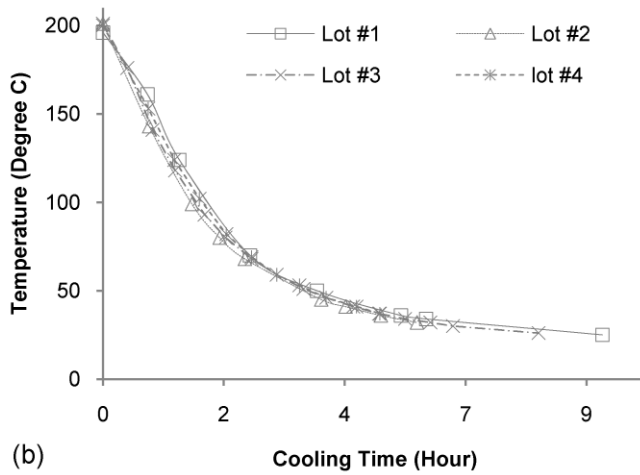 200
150
100
50
0
Temperature (Degree C)
Lot #1
Lot #2
Lot #3
lot #4
0 2 4 7 9
(b)
Cooling Time (Hour)